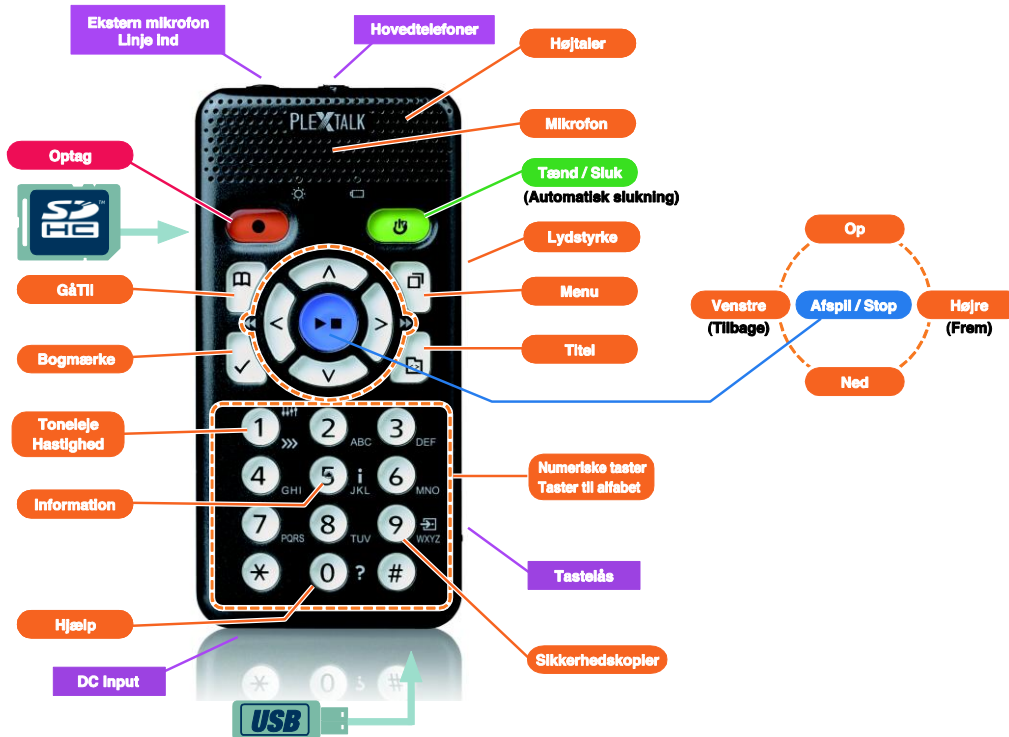 Ekstern mikrofon
Linje ind
Hovedtelefoner
Højtaler
PLEXTALK
Mikrofon
Optag
Tænd / Sluk
(Automatisk slukning)
SD
HC
™
Lydstyrke
Op
GåTil
Menu
Venstre
(Tilbage)
Afspil / Stop
Højre
(Frem)
Bogmærke
Titel
Ned
Toneleje
Hastighed
1
2 ABC
3 DEF
Numeriske taster
Taster til alfabet
4 GHI
5 i JKL
6 MNO
Information
7 PQRS
8 TUV
9 WXYZ
* 0 ? #
Tastelås
Hjælp
Sikkerhedskopier
DC Input
* 0 ? #
USB